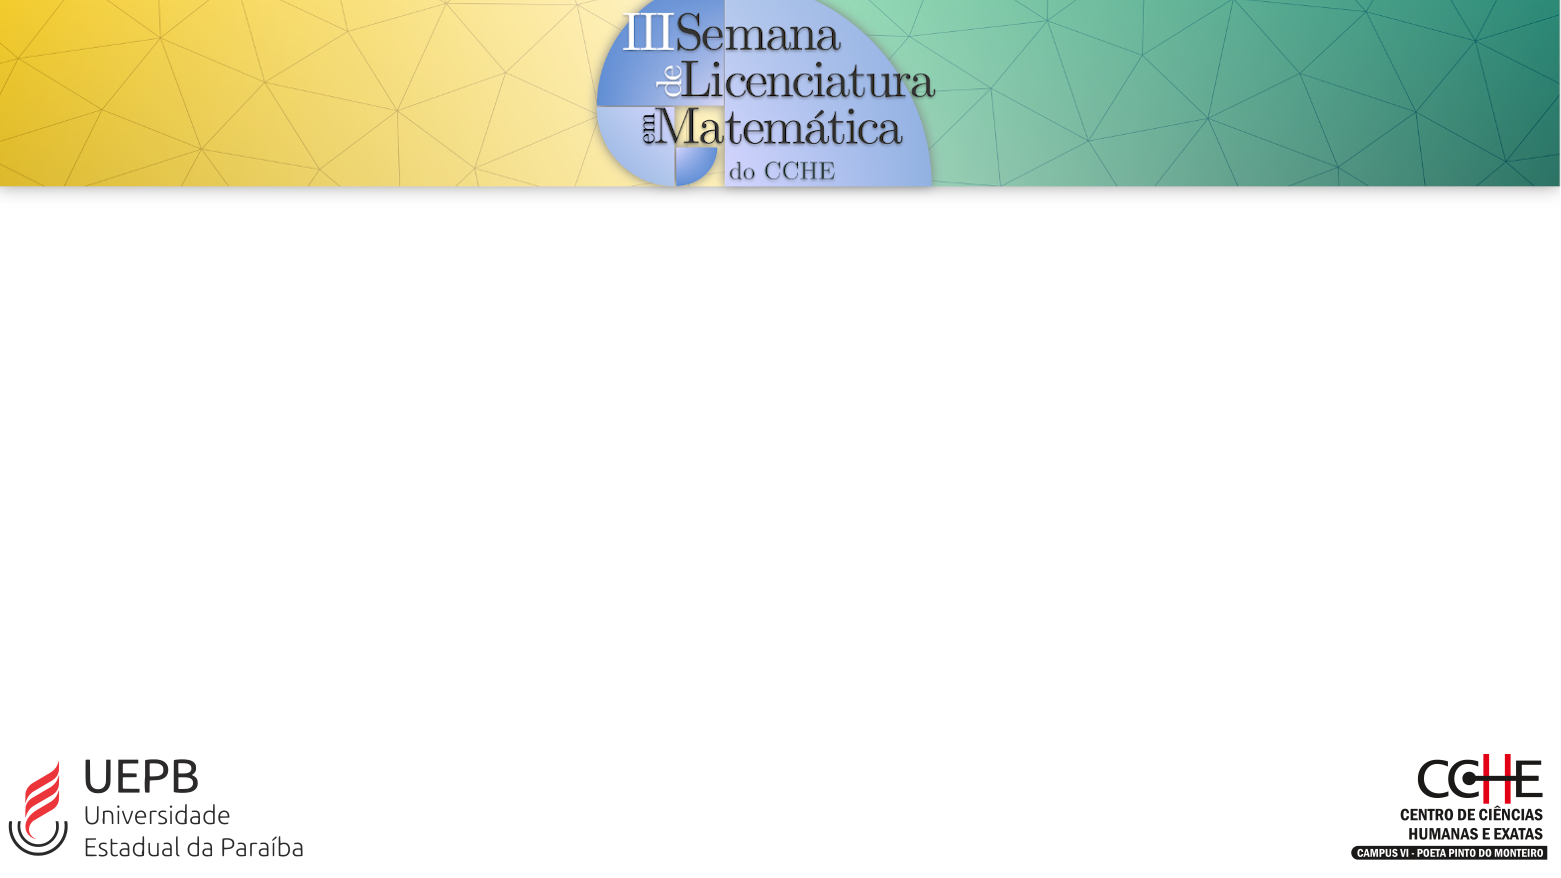 III Semana
de Licenciatura
em Matemática
do CCHE
UEPB
Universidade
Estadual da Paraíba
CCHE
CENTRO DE CIÊNCIAS
HUMANAS E EXATAS
CAMPUS VI - POETA PINTO DO MONTEIRO